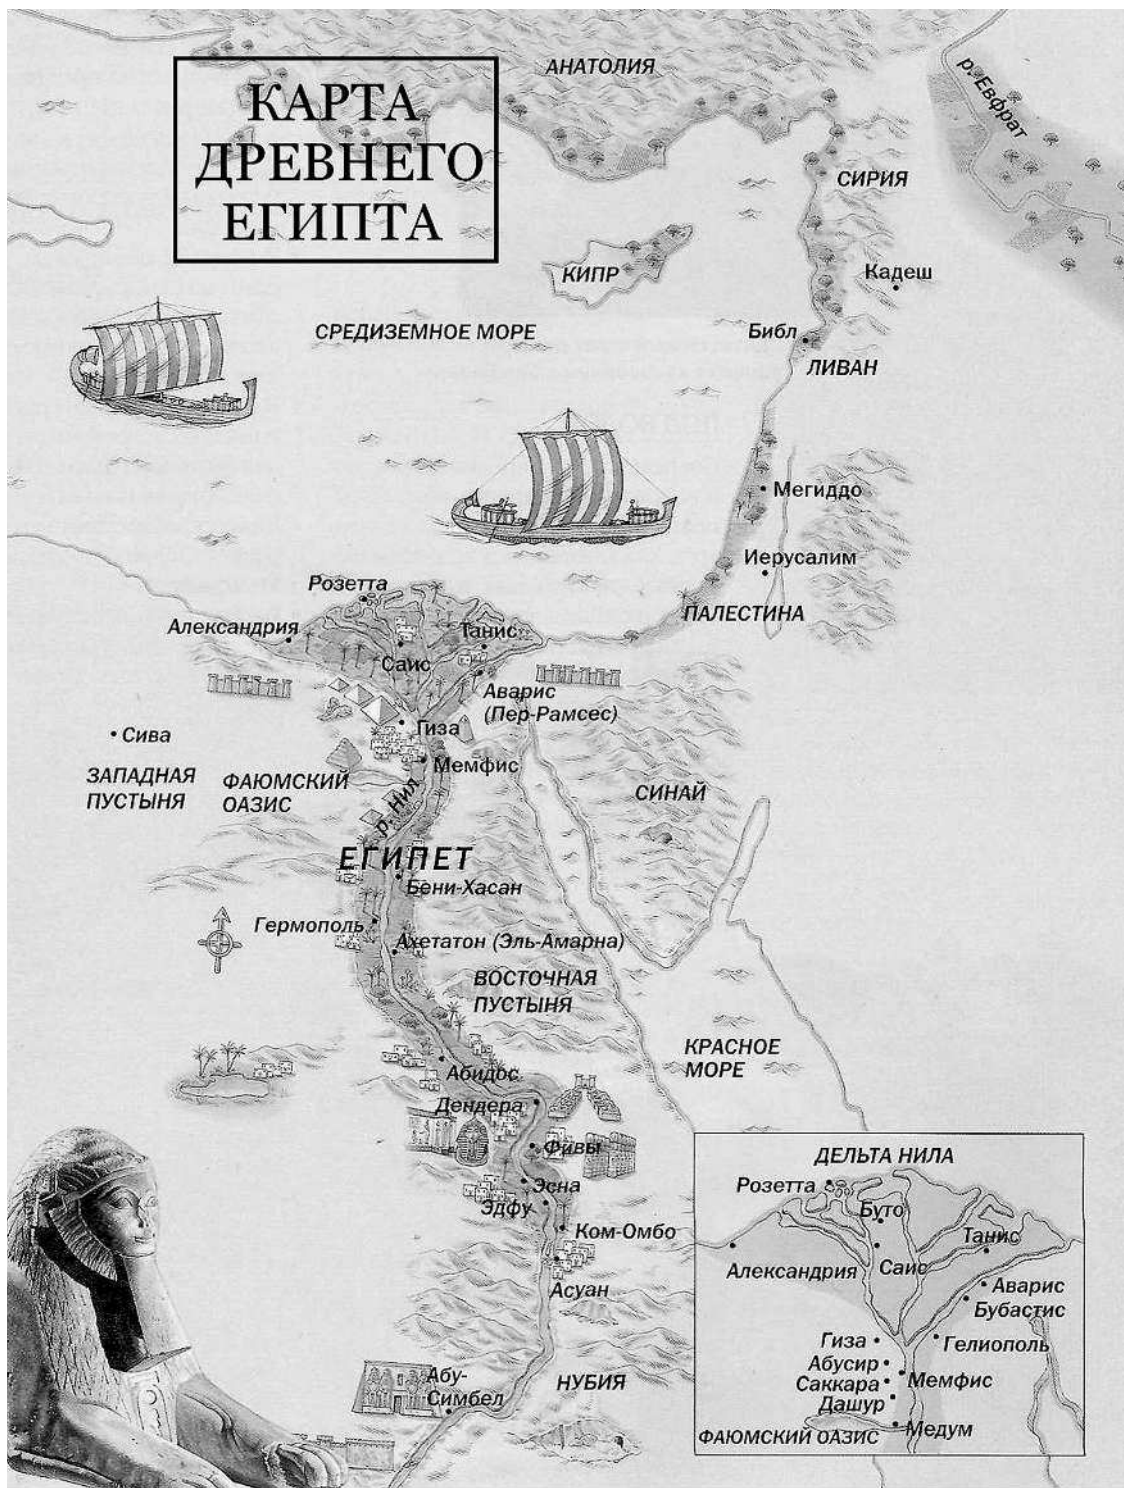 КАРТА
ДРЕВНЕГО
ЕГИПТА
АНАТОЛИЯ
р. Евфрат
СИРИЯ
КИПР
Кадеш
СРЕДИЗЕМНОЕ МОРЕ
Библ
ЛИВАН
Мегиддо
Иерусалим
Розетта
ПАЛЕСТИНА
Александрия
Танис
Саис
Аварис
(Пер-Рамсес)
Гиза
Сива
Мемфис
ЗАПАДНАЯ
ПУСТЫНЯ
ФАЮМСКИЙ
ОАЗИС
р. Нил
СИНАЙ
ЕГИПЕТ
Бени-Хасан
Гермополь
Ахетатон (Эль-Амарна)
ВОСТОЧНАЯ
ПУСТЫНЯ
КРАСНОЕ
МОРЕ
Абидос
Дендера
Фивы
Эсна
Эдфу
Ком-Омбо
Асуан
Абу-
Симбел
НУБИЯ
ДЕЛЬТА НИЛА
Розетта
Буто
Танис
Александрия
Саис
Аварис
Бубастис
Гиза
Гелиополь
Абусир
Саккара
Мемфис
Дашур
Медум
ФАЮМСКИЙ ОАЗИС